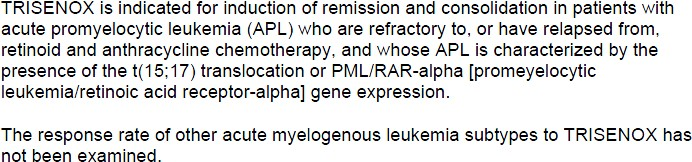 TRISENOX is indicated for induction of remission and consolidation in patients with
acute promyelocytic leukemia (APL) who are refractory to, or have relapsed from,
retinoid and anthracycline chemotherapy, and whose APL is characterized by the
presence of the t(15;17) translocation or PML/RAR-alpha [promeyelocytic
leukemia/retinoic acid receptor-alpha] gene expression.
The response rate of other acute myelogenous leukemia subtypes to TRISENOX has
not been examined.